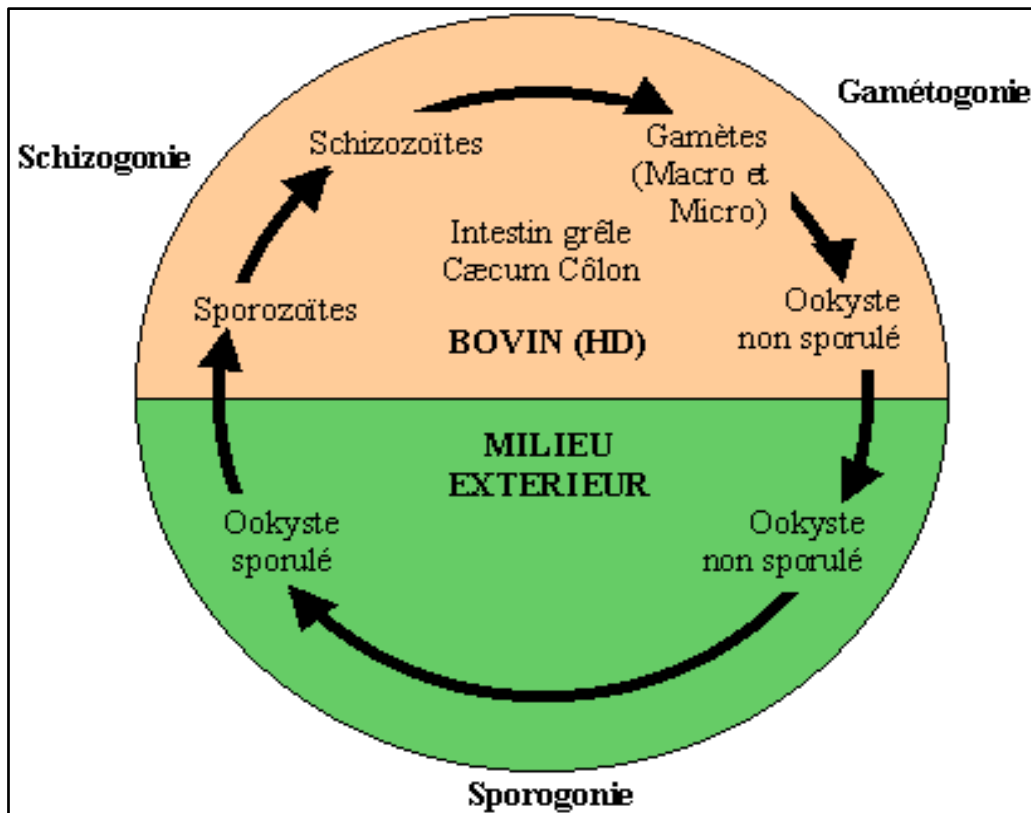 Gamétogonie
Schizogonie
Schizozoïtes
Gamètes
(Macro et
Micro)
Intestin grêle
Cæcum Côlon
Sporozoïtes
BOVIN (HD)
Ookyste
non sporulé
MILIEU
EXTERIEUR
Ookyste
sporulé
Ookyste
non sporulé
Sporogonie